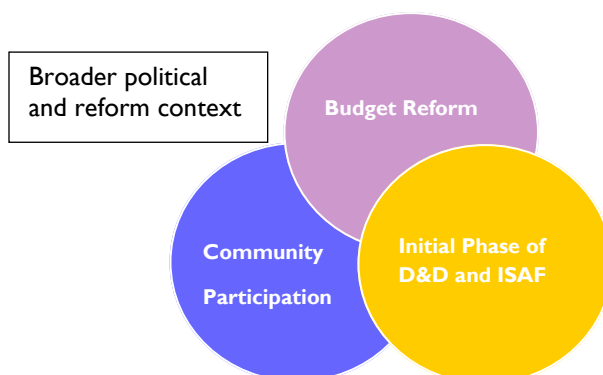 Broader political
and reform context
Budget Reform
Community
Participation
Initial Phase of
D&D and ISAF